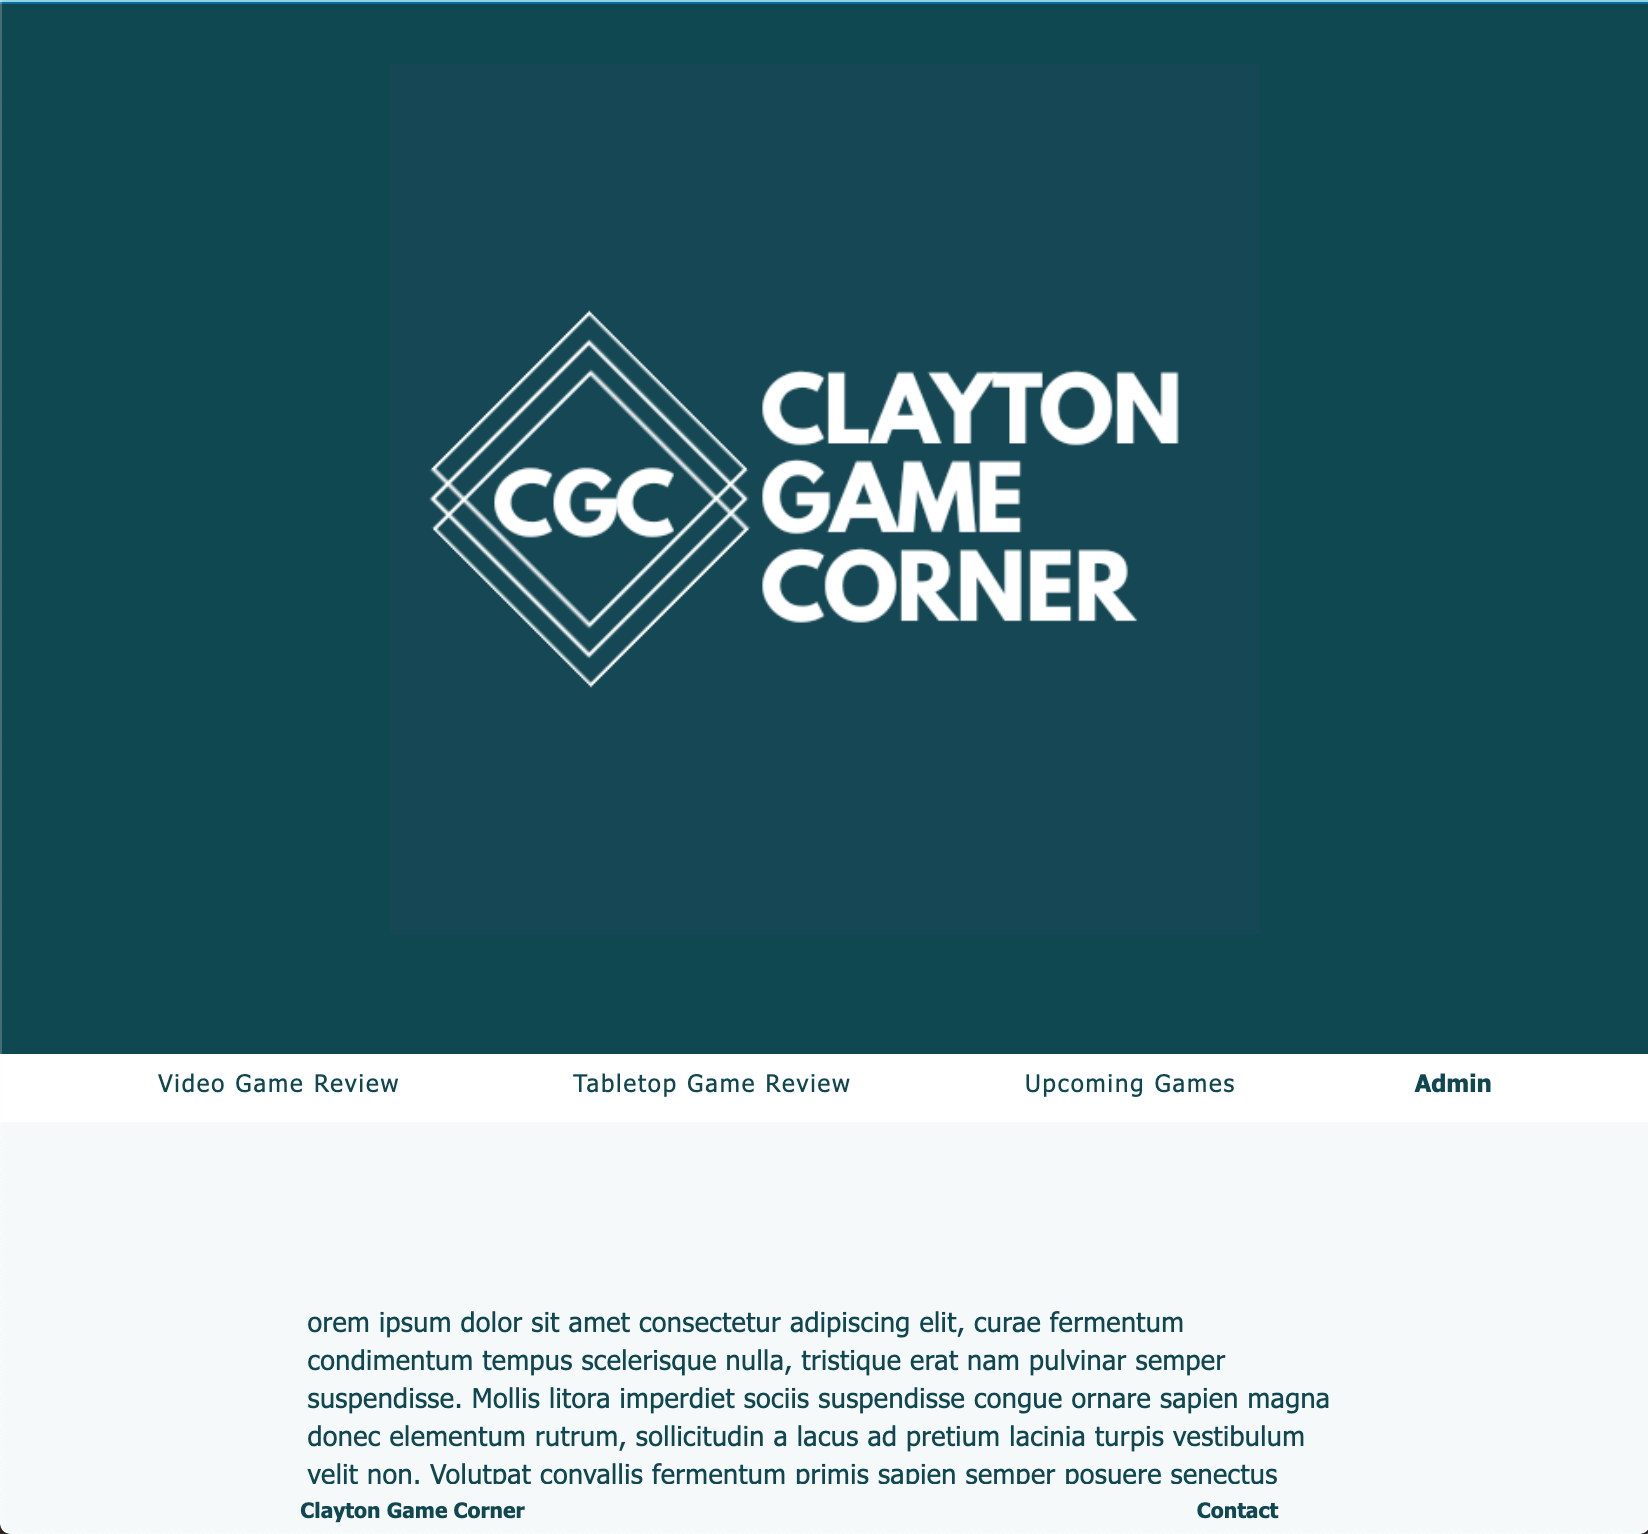 CGC
CLAYTON
GAME
CORNER
Video Game Review Tabletop Game Review Upcoming Games Admin
orem ipsum dolor sit amet consectetur adipiscing elit, curae fermentum
condimentum tempus scelerisque nulla, tristique erat nam pulvinar semper
suspendisse. Mollis litora imperdiet sociis suspendisse congue ornare sapien magna
donec elementum rutrum, sollicitudin a lacus ad pretium lacinia turpis vestibulum
velit non. Volutpat convallis fermentum primis sapien semper posuere senectus
Clayton Game Corner Contact